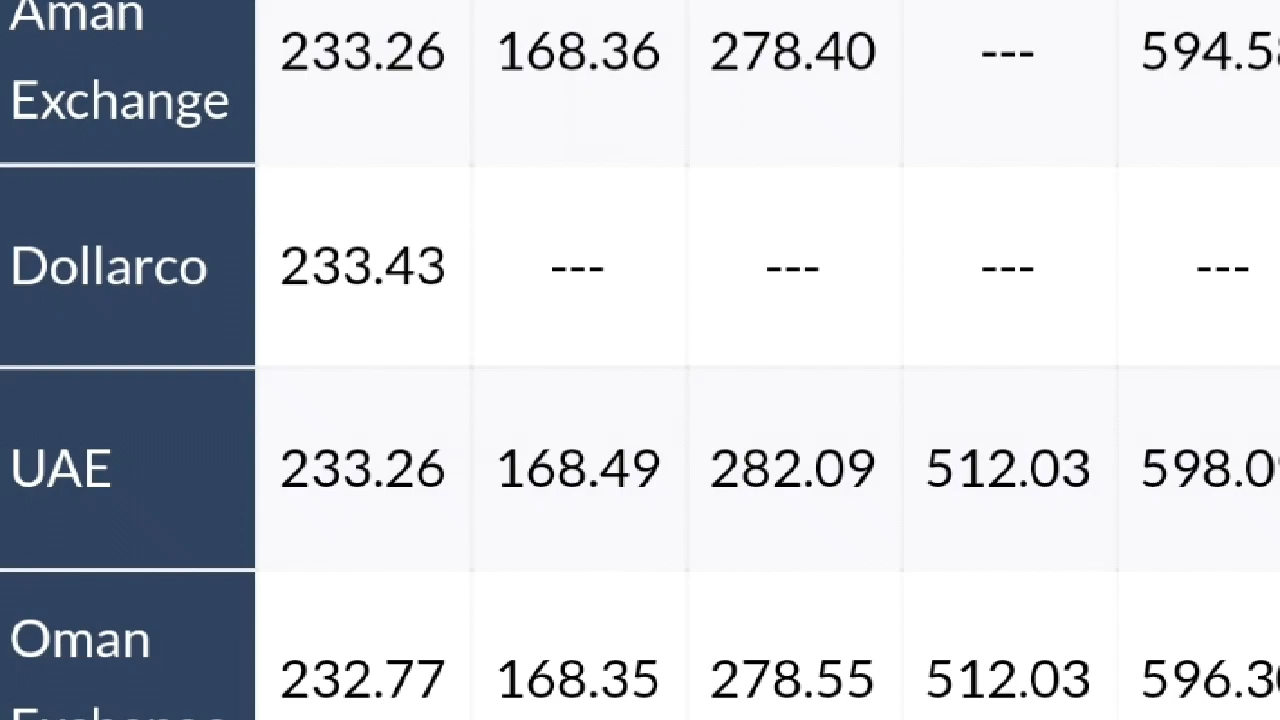 Aman
Exchange 233.26 168.36 278.40 ---
Dollarco 233.43 --- --- --- ---
UAE 233.26 168.49 282.09 512.03
Oman
232.77 168.35 278.55 512.03